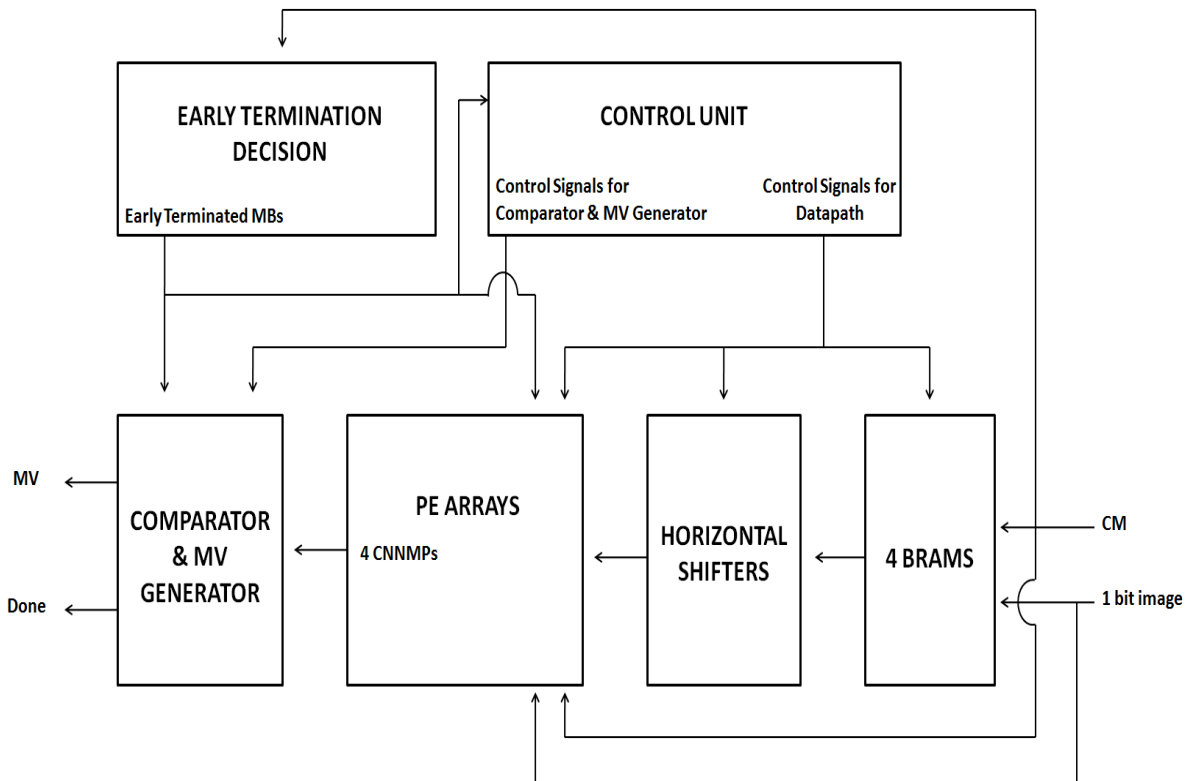 EARLY TERMINATION
DECISION
Early Terminated MBs
CONTROL UNIT
Control Signals for
Comparator & MV Generator
Control Signals for
Datapath
MV
Done
COMPARATOR
& MV
GENERATOR
PE ARRAYS
4 CNNMPs
HORIZONTAL
SHIFTERS
4 BRAMS
CM
1 bit image